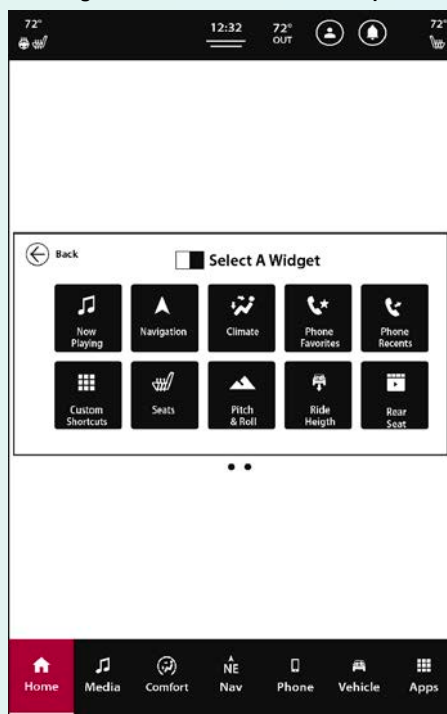 72°
12:32
72°
OUT
72°
Back
Select A Widget
Now
Playing
Navigation
Climate
Phone
Favorites
Phone
Recents
Custom
Shortcuts
Seats
Pitch
& Roll
Ride
Heigth
Rear
Seat
NE
Home
Media
Comfort
Nav
Phone
Vehicle
Apps